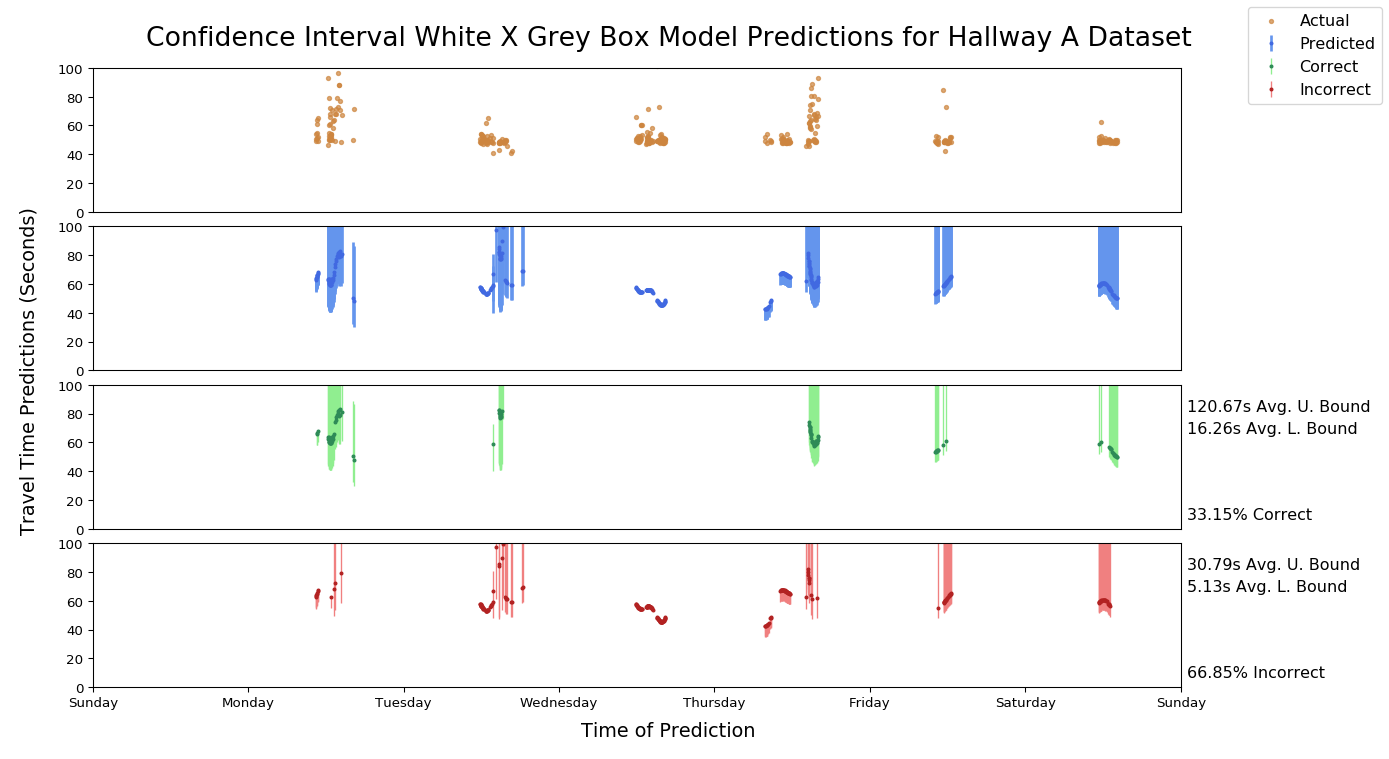 Confidence Interval White X Grey Box Model Predictions for Hallway A Dataset
Actual
Predicted
Correct
Incorrect
Travel Time Predictions (Seconds)
100
80
60
40
20
0
100
80
60
40
20
0
100
80
60
40
20
0
120.67s Avg. U. Bound
16.26s Avg. L. Bound
33.15% Correct
100
80
60
40
20
0
30.79s Avg. U. Bound
5.13s Avg. L. Bound
66.85% Incorrect
Sunday Monday Tuesday Wednesday Thursday Friday Saturday Sunday
Time of Prediction